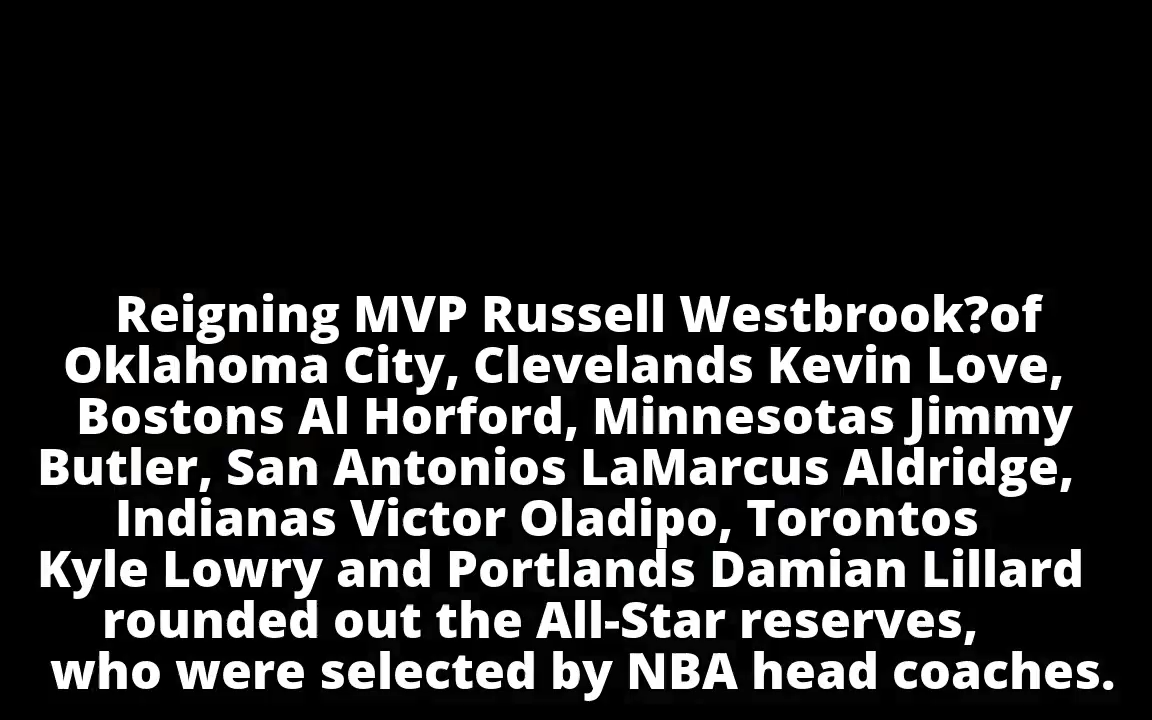 Reigning MVP Russell Westbrook?of
Oklahoma City, Clevelands Kevin Love,
Bostons Al Horford, Minnesotas Jimmy
Butler, San Antonios LaMarcus Aldridge,
Indianas Victor Oladipo, Torontos
Kyle Lowry and Portlands Damian Lillard
rounded out the All-Star reserves,
who were selected by NBA head coaches.